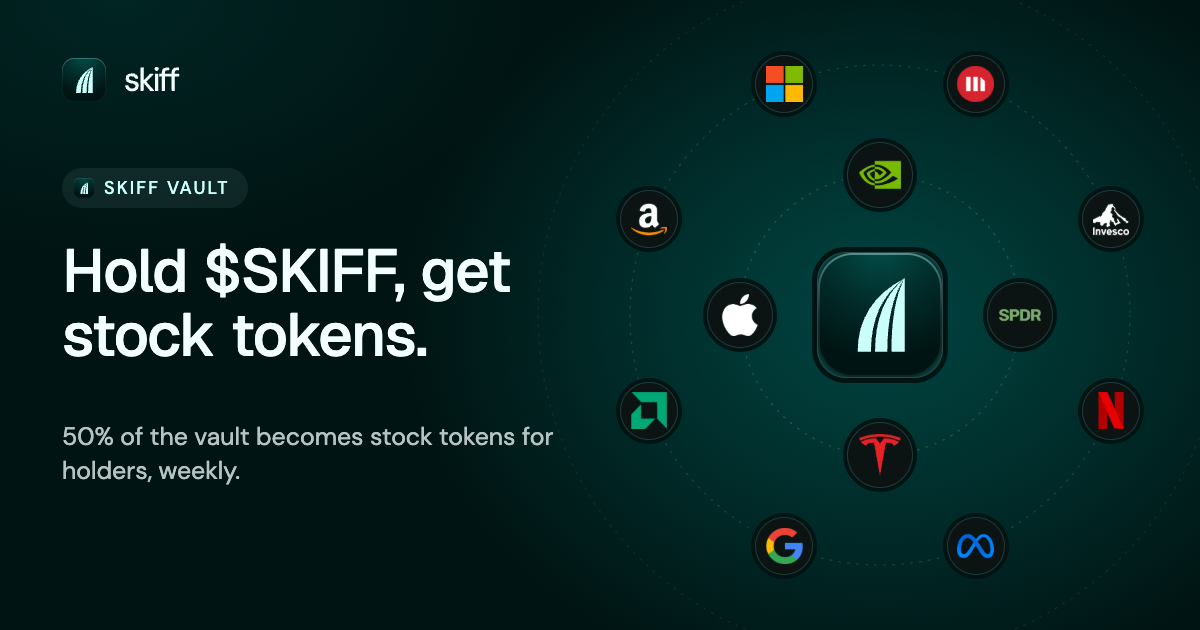 skiff
SKIFF VAULT
Hold $SKIFF, get
stock tokens.
50% of the vault becomes stock tokens for
holders, weekly.
a
Invesco
SPDR